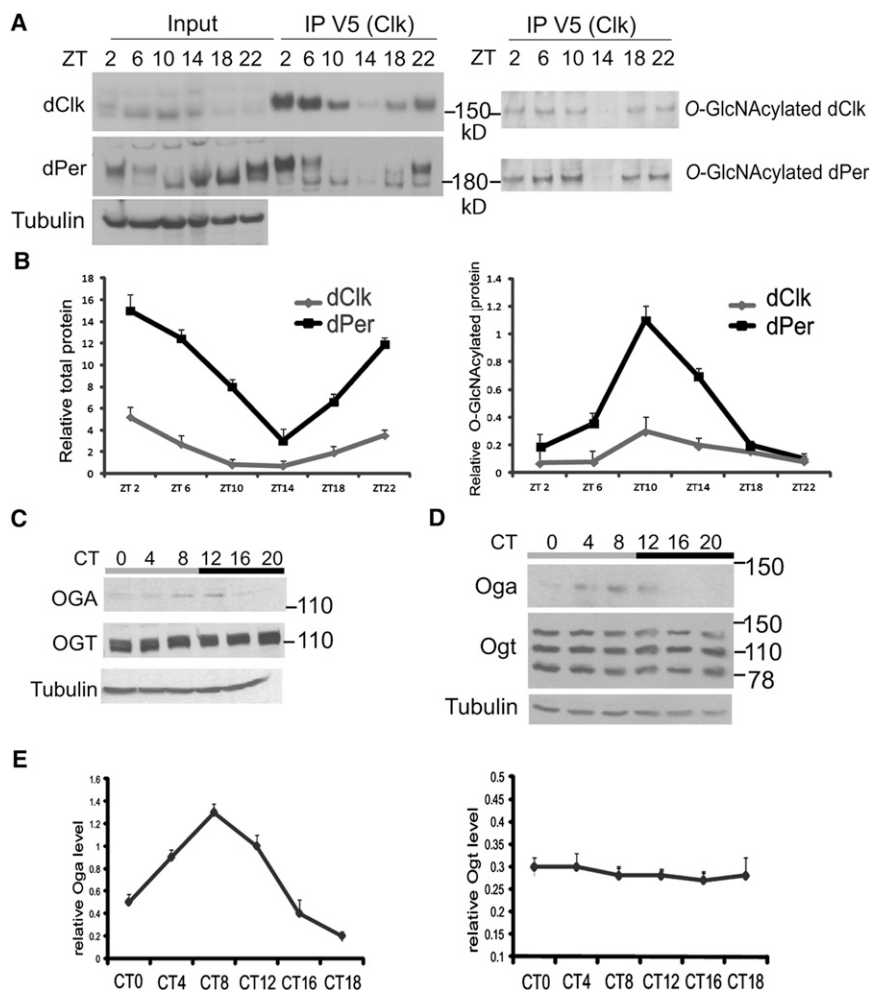 A
Input IP V5 (Clk) IP V5 (Clk)
ZT 2 6 10 14 18 22 2 6 10 14 18 22 ZT 2 6 10 14 18 22
dClk 150 kD O-GlcNAcylated dClk
dPer 180 kD O-GlcNAcylated dPer
Tubulin
B
Relative total protein
18
16
14
12
10
8
6
4
2
0
dClk
dPer
ZT 2 ZT 6 ZT10 ZT14 ZT18 ZT22
Relative O-GlcNAcylated protein
1.4
1.2
1
0.8
0.6
0.4
0.2
0
dClk
dPer
ZT 2 ZT 6 ZT10 ZT14 ZT18 ZT22
C
CT 0 4 8 12 16 20
OGA 110
OGT 110
Tubulin
D
CT 0 4 8 12 16 20
150
Oga
Ogt 150
110
78
Tubulin
E
relative Oga level
1.6
1.4
1.2
1
0.8
0.6
0.4
0.2
0
CT0 CT4 CT8 CT12 CT16 CT18
relative Ogt level
0.5
0.45
0.4
0.35
0.3
0.25
0.2
0.15
0.1
CT0 CT4 CT8 CT12 CT16 CT18